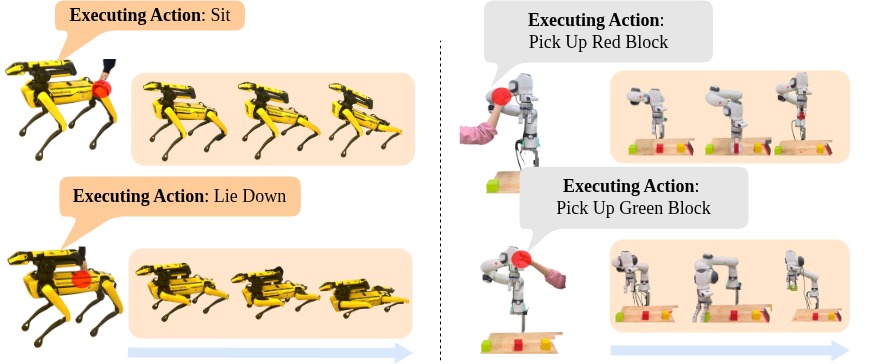 Executing Action: Sit
Executing Action: Lie Down
Executing Action:
Pick Up Red Block
Executing Action:
Pick Up Green Block